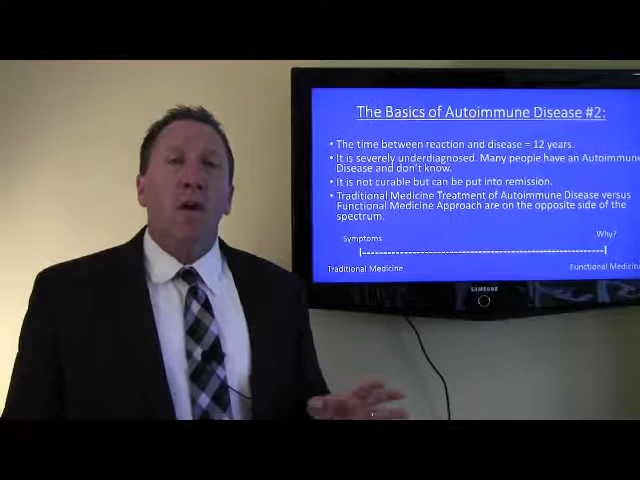 The Basics of Autoimmune Disease #2:
• The time between reaction and disease = 12 years.
• It is severely underdiagnosed. Many people have an Autoimmune
Disease and don't know.
• It is not curable but can be put into remission.
• Traditional Medicine Treatment of Autoimmune Disease versus
Functional Medicine Approach are on the opposite side of the
spectrum.
Symptoms
Why?
Traditional Medicine
Functional Medicine
SAMSUNG